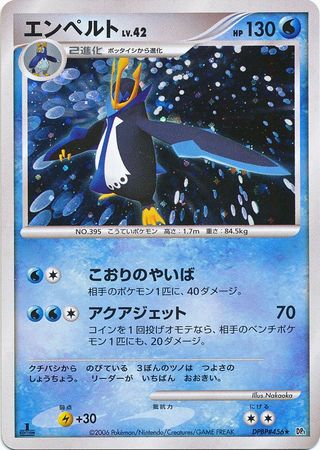 エンペルト LV.42 HP 130
2進化 ポッタイシから進化
NO.395 こうていポケモン 高さ：1.7m 重さ：84.5kg
こおりのやいば
相手のポケモン1匹に、40ダメージ。
アクアジェット 70
コインを1回投げオモテなら、相手のベンチポケ
モン1匹にも、20ダメージ。
クチバシから のびている 3ぼんのツノは つよさの
しょうちょう。 リーダーが いちばん おおきい。
Illus. Nakaoka
弱点 抵抗力 にげる
+30
1
©2006 Pokémon/Nintendo/Creatures/GAME FREAK. DPBP#456★